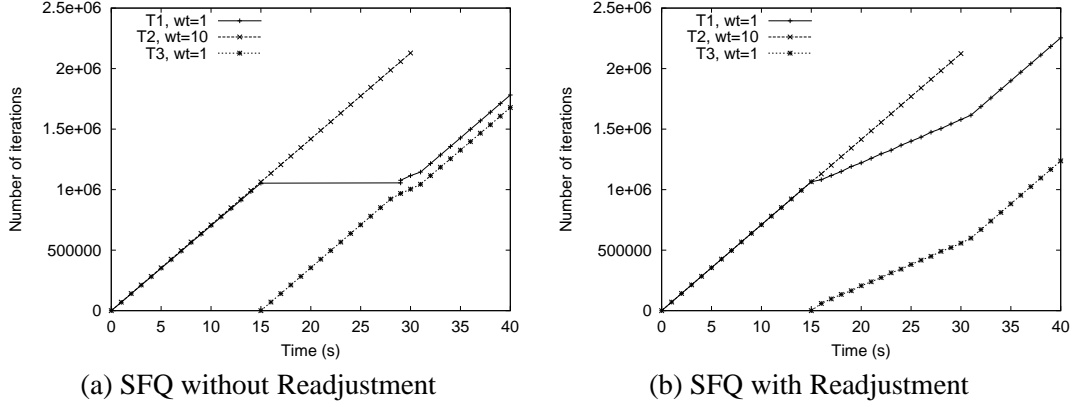 2.5e+06
2e+06
1.5e+06
1e+06
500000
0
Number of iterations
T1, wt=1
T2, wt=10
T3, wt=1
0 5 10 15 20 25 30 35 40
Time (s)
(a) SFQ without Readjustment
2.5e+06
2e+06
1.5e+06
1e+06
500000
0
Number of iterations
T1, wt=1
T2, wt=10
T3, wt=1
0 5 10 15 20 25 30 35 40
Time (s)
(b) SFQ with Readjustment